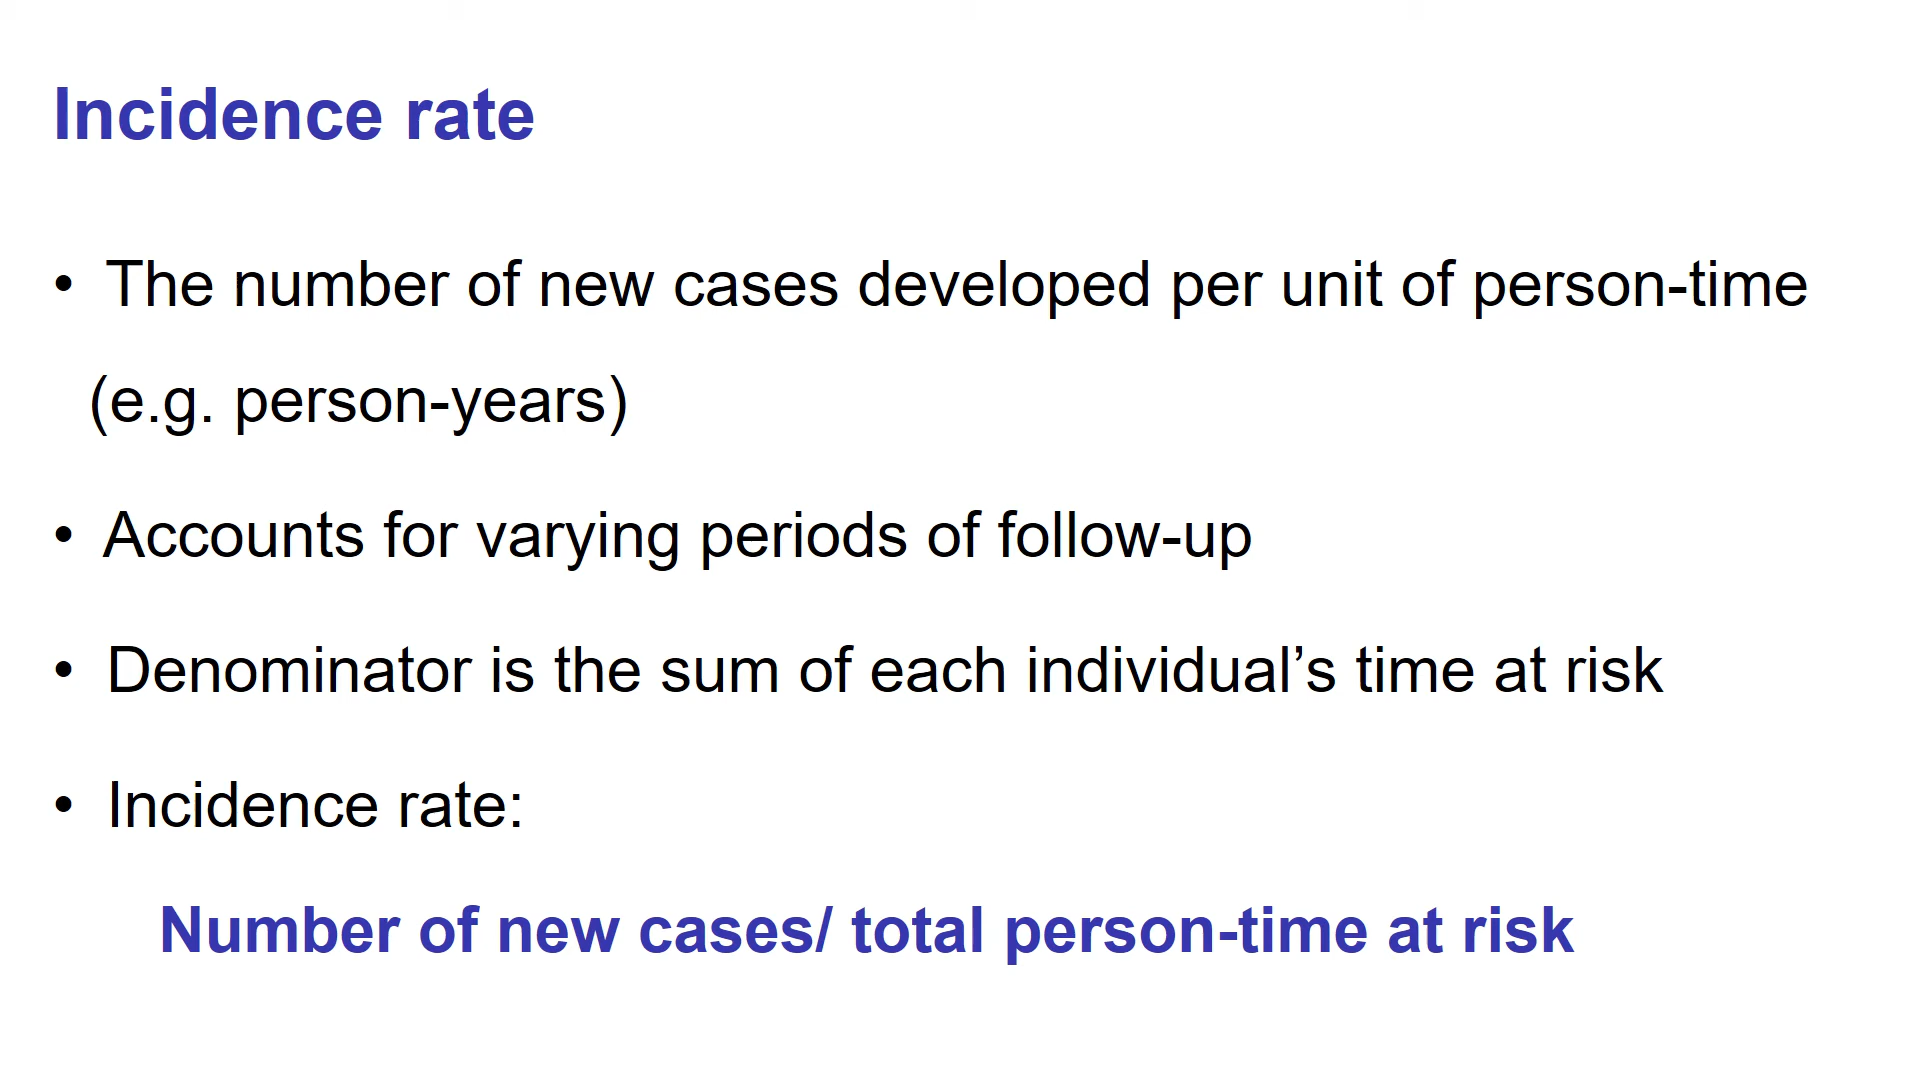 Incidence rate
• The number of new cases developed per unit of person-time
(e.g. person-years)
• Accounts for varying periods of follow-up
• Denominator is the sum of each individual’s time at risk
• Incidence rate:
Number of new cases/ total person-time at risk